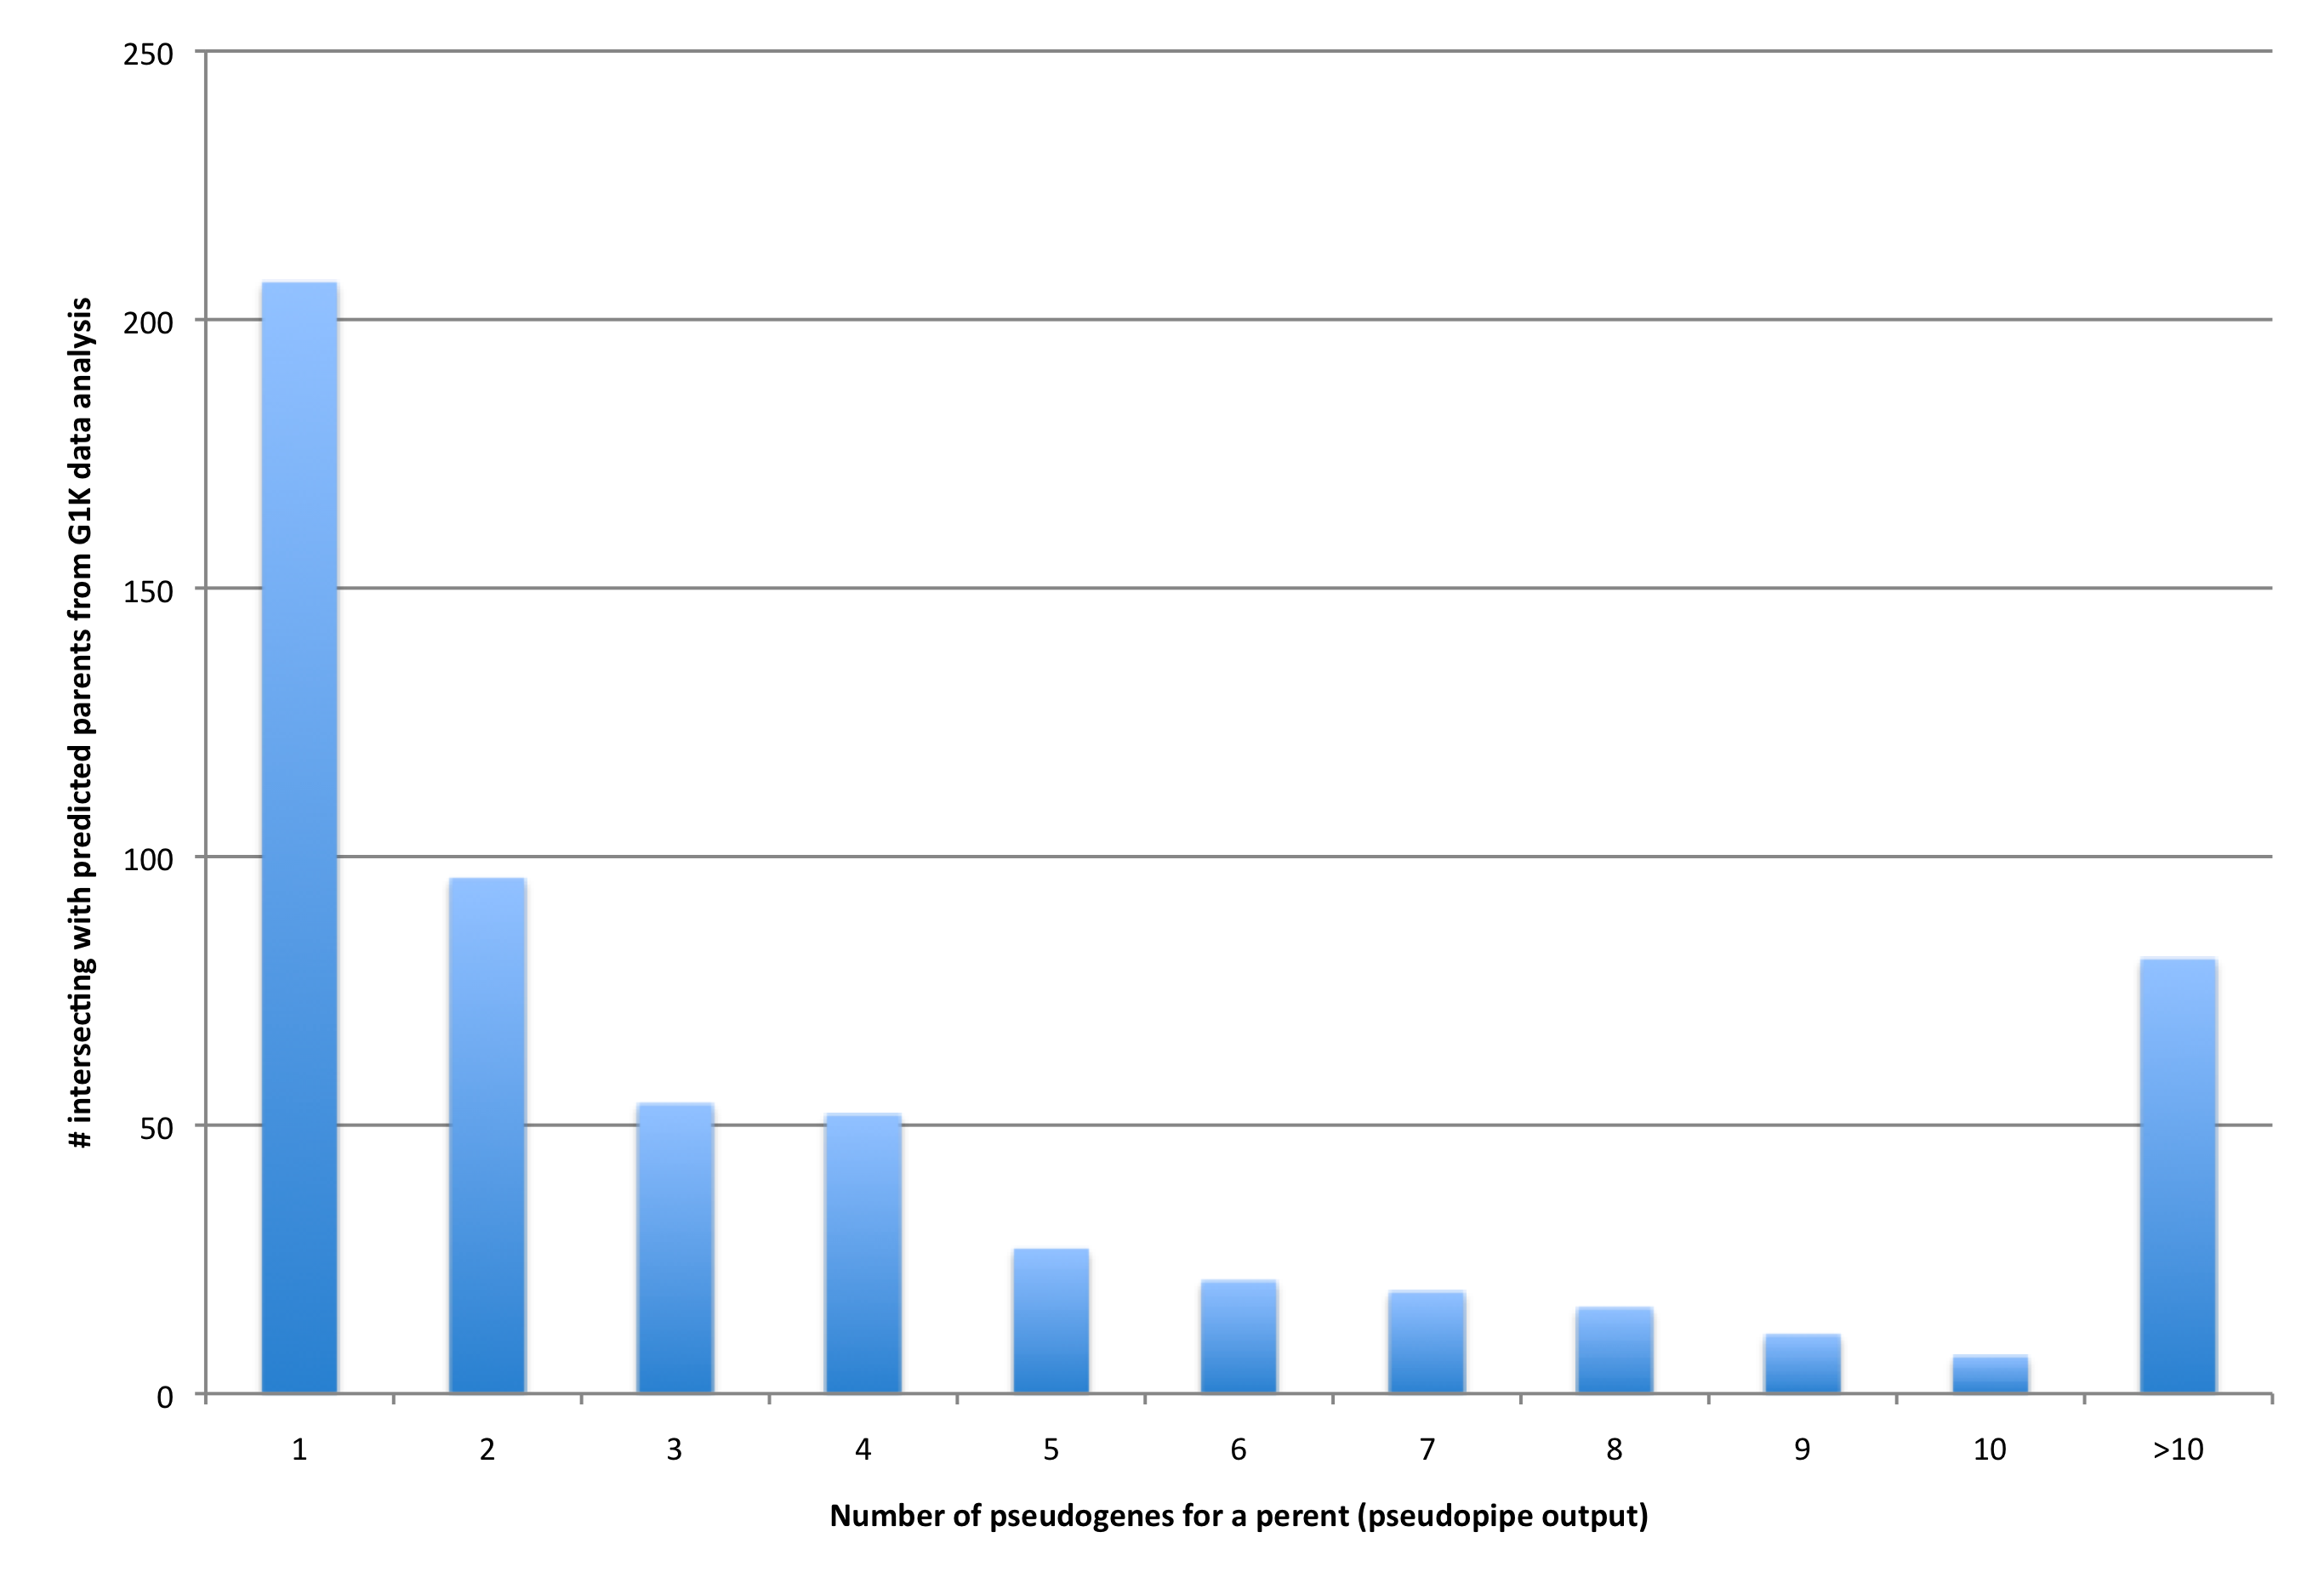 250
200
150
100
50
0
# intersecting with predicted parents from G1K data analysis
1 2 3 4 5 6 7 8 9 10 >10
Number of pseudogenes for a perent (pseudopipe output)